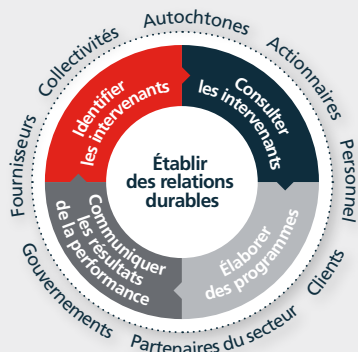 Autochtones
Actionnaires
Personnel
Clients
Partenaires du secteur
Gouvernements
Fournisseurs
Collectivités
Identifier
les intervenants
Consulter
les intervenants
Élaborer
des programmes
Communiquer
les résultats
de la performance
Établir
des relations
durables